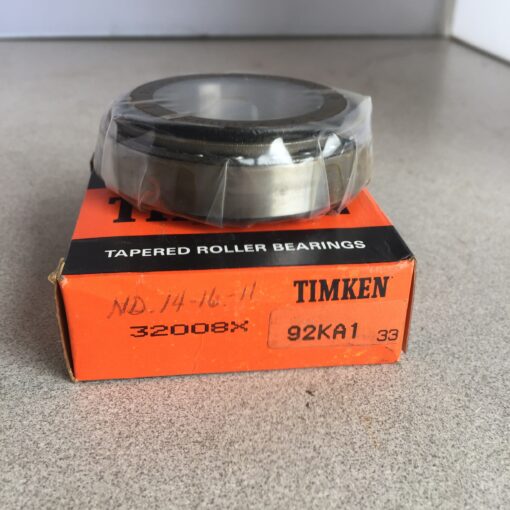 TAPERED ROLLER BEARINGS
ND. 14-16-11
TIMKEN
32008X
92KA1 33